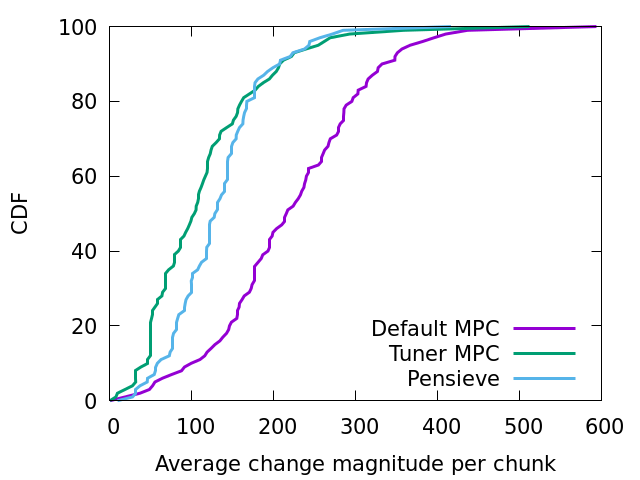 100
80
60
40
20
0
CDF
Default MPC
Tuner MPC
Pensieve
0 100 200 300 400 500 600
Average change magnitude per chunk